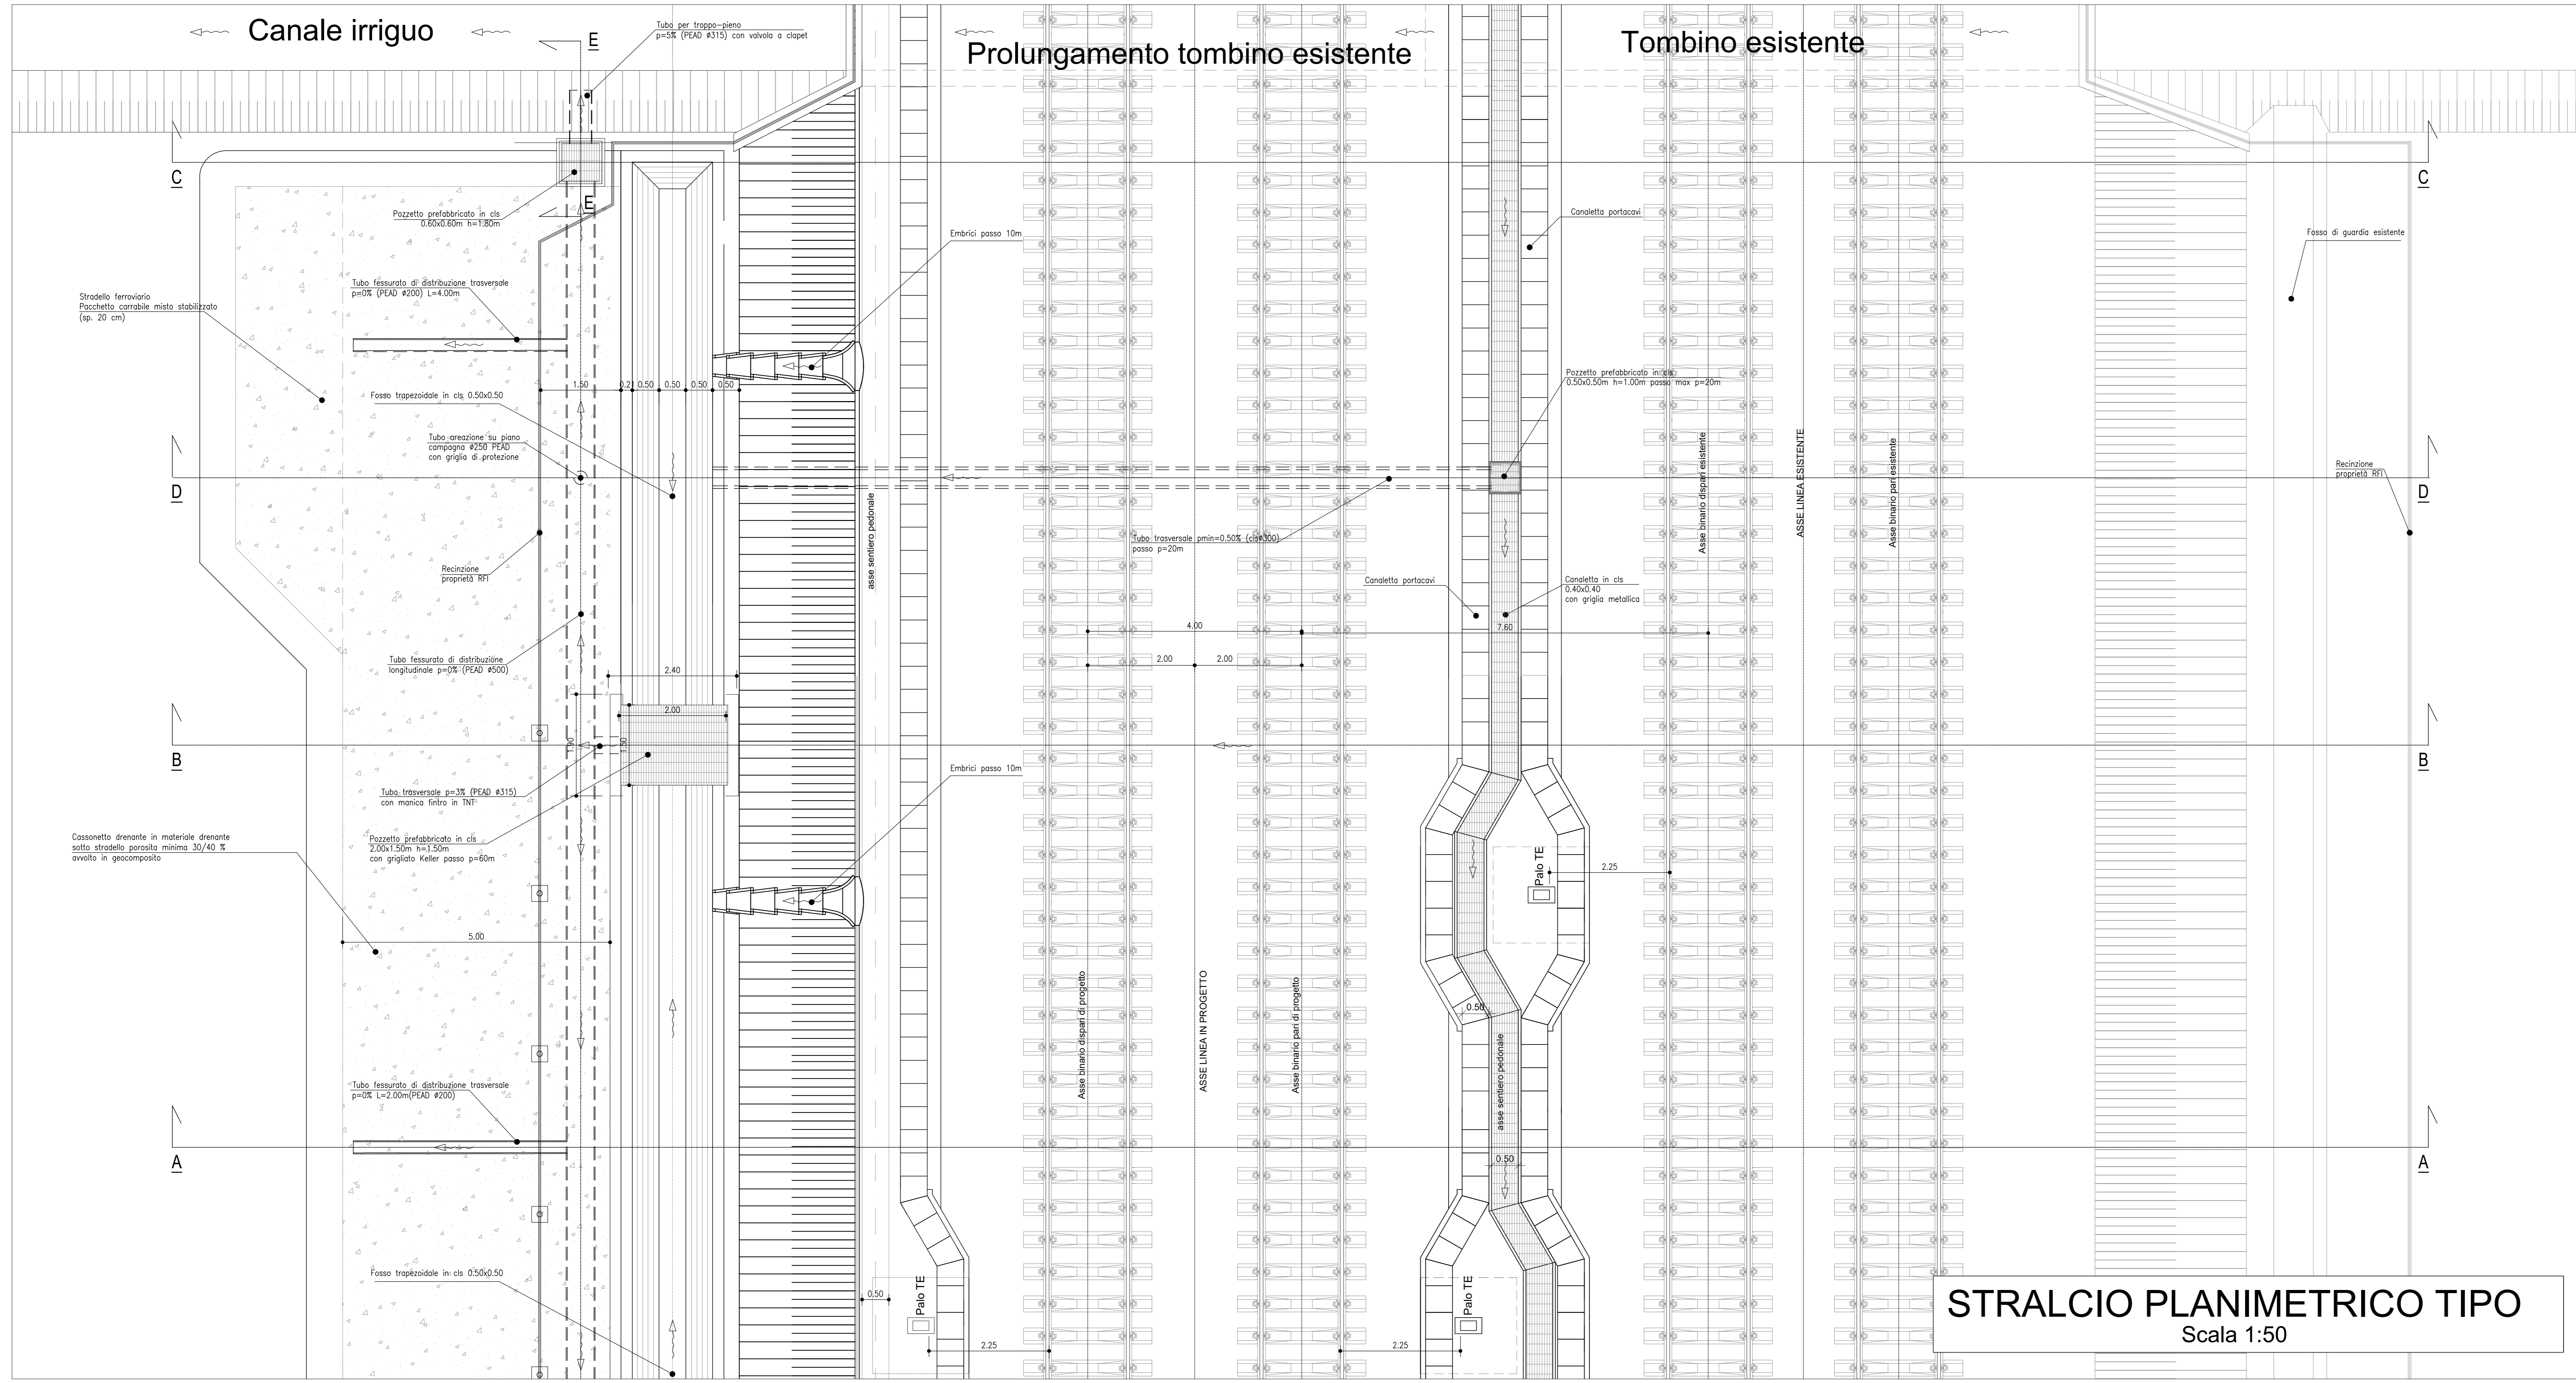 Canale irriguo
E
Tubo per troppo-pieno
p=5% (PEAD ø315) con valvola a clapet
Prolungamento tombino esistente
Tombino esistente
C
C
E
Pozzetto prefabbricato in cls
0.60x0.60m h=1.80m
Canaletta portacavi
Embrici passo 10m
Fosso di guardia esistente
Tubo fessurato di distribuzione trasversale
p=0% (PEAD ø200) L=4.00m
Stradello ferroviario
Pacchetto carrabile misto stabilizzato
(sp. 20 cm)
Pozzetto prefabbricato in cls
0.50x0.50m h=1.00m passo max p=20m
1.50
0.21
0.50
0.50
0.50
0.50
Fosso trapezoidale in cls 0.50x0.50
Tubo areazione su piano
campagna ø250 PEAD
con griglia di protezione
Asse binario dispari esistente
ASSE LINEA ESISTENTE
Asse binario pari esistente
Recinzione
proprietà RFI
D
D
asse sentiero pedonale
Tubo trasversale pmin=0.50% (clsø300)
passo p=20m
Recinzione
proprietà RFI
Canaletta portacavi
Canaletta in cls
0.40x0.40
con griglia metallica
4.00
7.60
2.00
2.00
Tubo fessurato di distribuzione
longitudinale p=0% (PEAD ø500)
2.40
2.00
1.90
1.50
B
B
Embrici passo 10m
Tubo trasversale p=3% (PEAD ø315)
con manica fintro in TNT
Cassonetto drenante in materiale drenante
sotto stradello porosita minima 30/40 %
avvolto in geocomposito
Pozzetto prefabbricato in cls
2.00x1.50m h=1.50m
con grigliato Keller passo p=60m
Palo TE
2.25
5.00
Asse binario dispari di progetto
ASSE LINEA IN PROGETTO
Asse binario pari di progetto
0.50
asse sentiero pedonale
Tubo fessurato di distribuzione trasversale
p=0% L=2.00m(PEAD ø200)
A
A
0.50
Fosso trapezoidale in cls 0.50x0.50
0.50
Palo TE
Palo TE
2.25
2.25
STRALCIO PLANIMETRICO TIPO
Scala 1:50